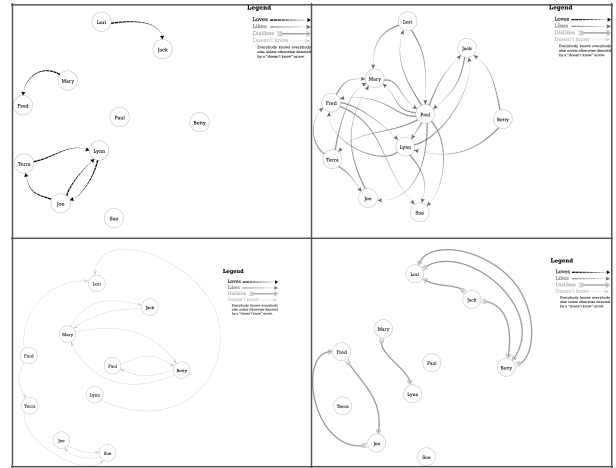 Legend
Loves
Likes
Dislikes
Doesn't know
Everybody knows everybody
else unless otherwise denoted
by a "doesn't know" arrow.
Lori
Jack
Mary
Fred
Paul
Betty
Lynn
Terra
Joe
Sue
Legend
Loves
Likes
Dislikes
Doesn't know
Everybody knows everybody
else unless otherwise denoted
by a "doesn't know" arrow.
Lori
Jack
Mary
Fred
Paul
Betty
Lynn
Terra
Joe
Sue
Legend
Loves
Likes
Dislikes
Doesn't know
Everybody knows everybody
else unless otherwise denoted
by a "doesn't know" arrow.
Lori
Jack
Mary
Fred
Paul
Betty
Lynn
Terra
Joe
Sue
Legend
Loves
Likes
Dislikes
Doesn't know
Everybody knows everybody
else unless otherwise denoted
by a "doesn't know" arrow.
Lori
Jack
Mary
Fred
Paul
Betty
Lynn
Terra
Joe
Sue